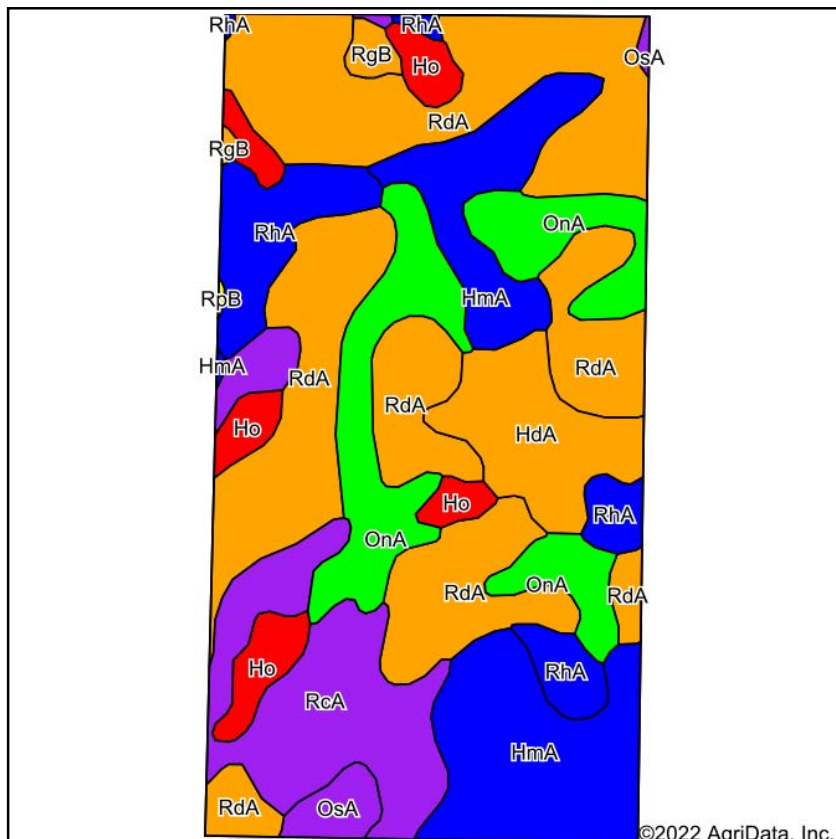 RhA
RhA
RgB
Ho
OsA
RdA
RgB
OnA
RhA
RpB
HmA
HmA
RdA
RdA
RdA
Ho
HdA
Ho
RhA
OnA
RdA
OnA
RdA
Ho
RhA
RcA
HmA
RdA
OsA
©2022 AgriData, Inc.